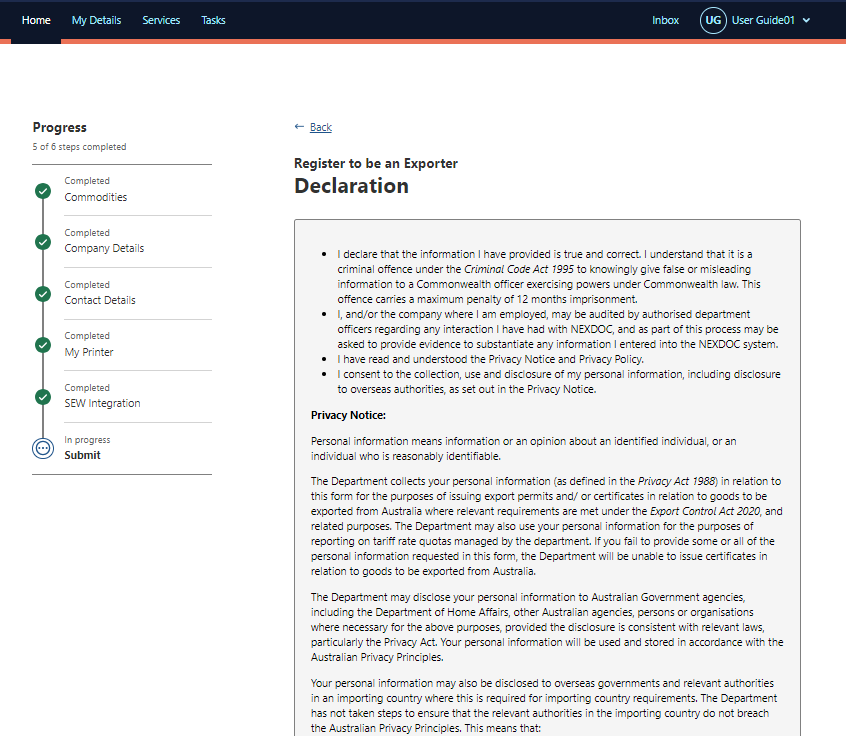 Home My Details Services Tasks Inbox UG User Guide01
Progress
5 of 6 steps completed
Completed
Commodities
Completed
Company Details
Completed
Contact Details
Completed
My Printer
Completed
SEW Integration
In progress
Submit
← Back
Register to be an Exporter
Declaration
• I declare that the information I have provided is true and correct. I understand that it is a
criminal offence under the Criminal Code Act 1995 to knowingly give false or misleading
information to a Commonwealth officer exercising powers under Commonwealth law. This
offence carries a maximum penalty of 12 months imprisonment.
• I, and/or the company where I am employed, may be audited by authorised department
officers regarding any interaction I have had with NEXDOC, and as part of this process may be
asked to provide evidence to substantiate any information I entered into the NEXDOC system.
• I have read and understood the Privacy Notice and Privacy Policy.
• I consent to the collection, use and disclosure of my personal information, including disclosure
to overseas authorities, as set out in the Privacy Notice.
Privacy Notice:
Personal information means information or an opinion about an identified individual, or an
individual who is reasonably identifiable.
The Department collects your personal information (as defined in the Privacy Act 1988) in relation to
this form for the purposes of issuing export permits and/ or certificates in relation to goods to be
exported from Australia where relevant requirements are met under the Export Control Act 2020, and
related purposes. The Department may also use your personal information for the purposes of
reporting on tariff rate quotas managed by the department. If you fail to provide some or all of the
personal information requested in this form, the Department will be unable to issue certificates in
relation to goods to be exported from Australia.
The Department may disclose your personal information to Australian Government agencies,
including the Department of Home Affairs, other Australian agencies, persons or organisations
where necessary for the above purposes, provided the disclosure is consistent with relevant laws,
particularly the Privacy Act. Your personal information will be used and stored in accordance with the
Australian Privacy Principles.
Your personal information may also be disclosed to overseas governments and relevant authorities
in an importing country where this is required for importing country requirements. The Department
has not taken steps to ensure that the relevant authorities in the importing country do not breach
the Australian Privacy Principles. This means that: